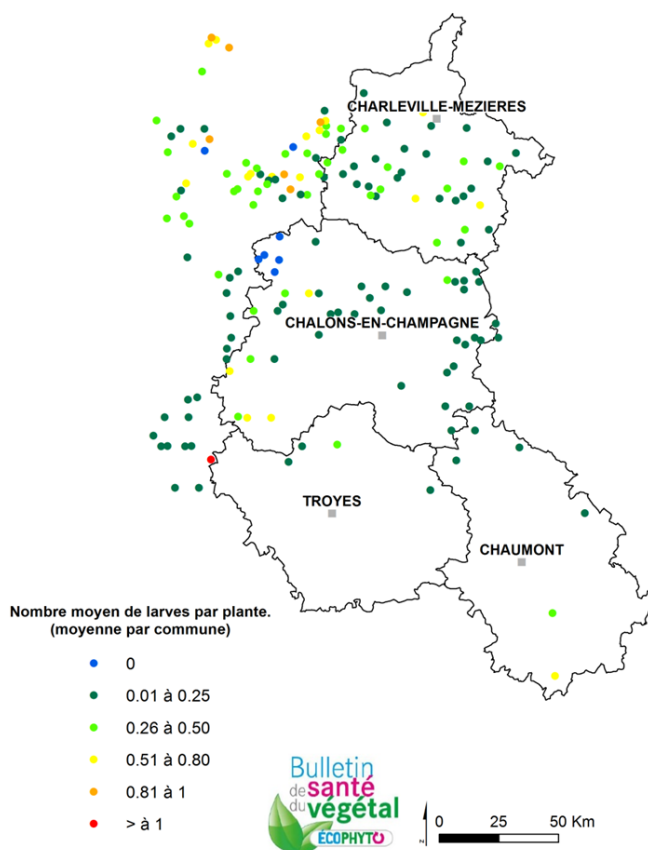 CHARLEVILLE-MEZIERES
CHALONS-EN-CHAMPAGNE
TROYES
CHAUMONT
Nombre moyen de larves par plante.
(moyenne par commune)
0
0.01 à 0.25
0.26 à 0.50
0.51 à 0.80
0.81 à 1
> à 1
Bulletin
de santé
du végétal
ÉCOPHYTO
N
0 25 50 Km